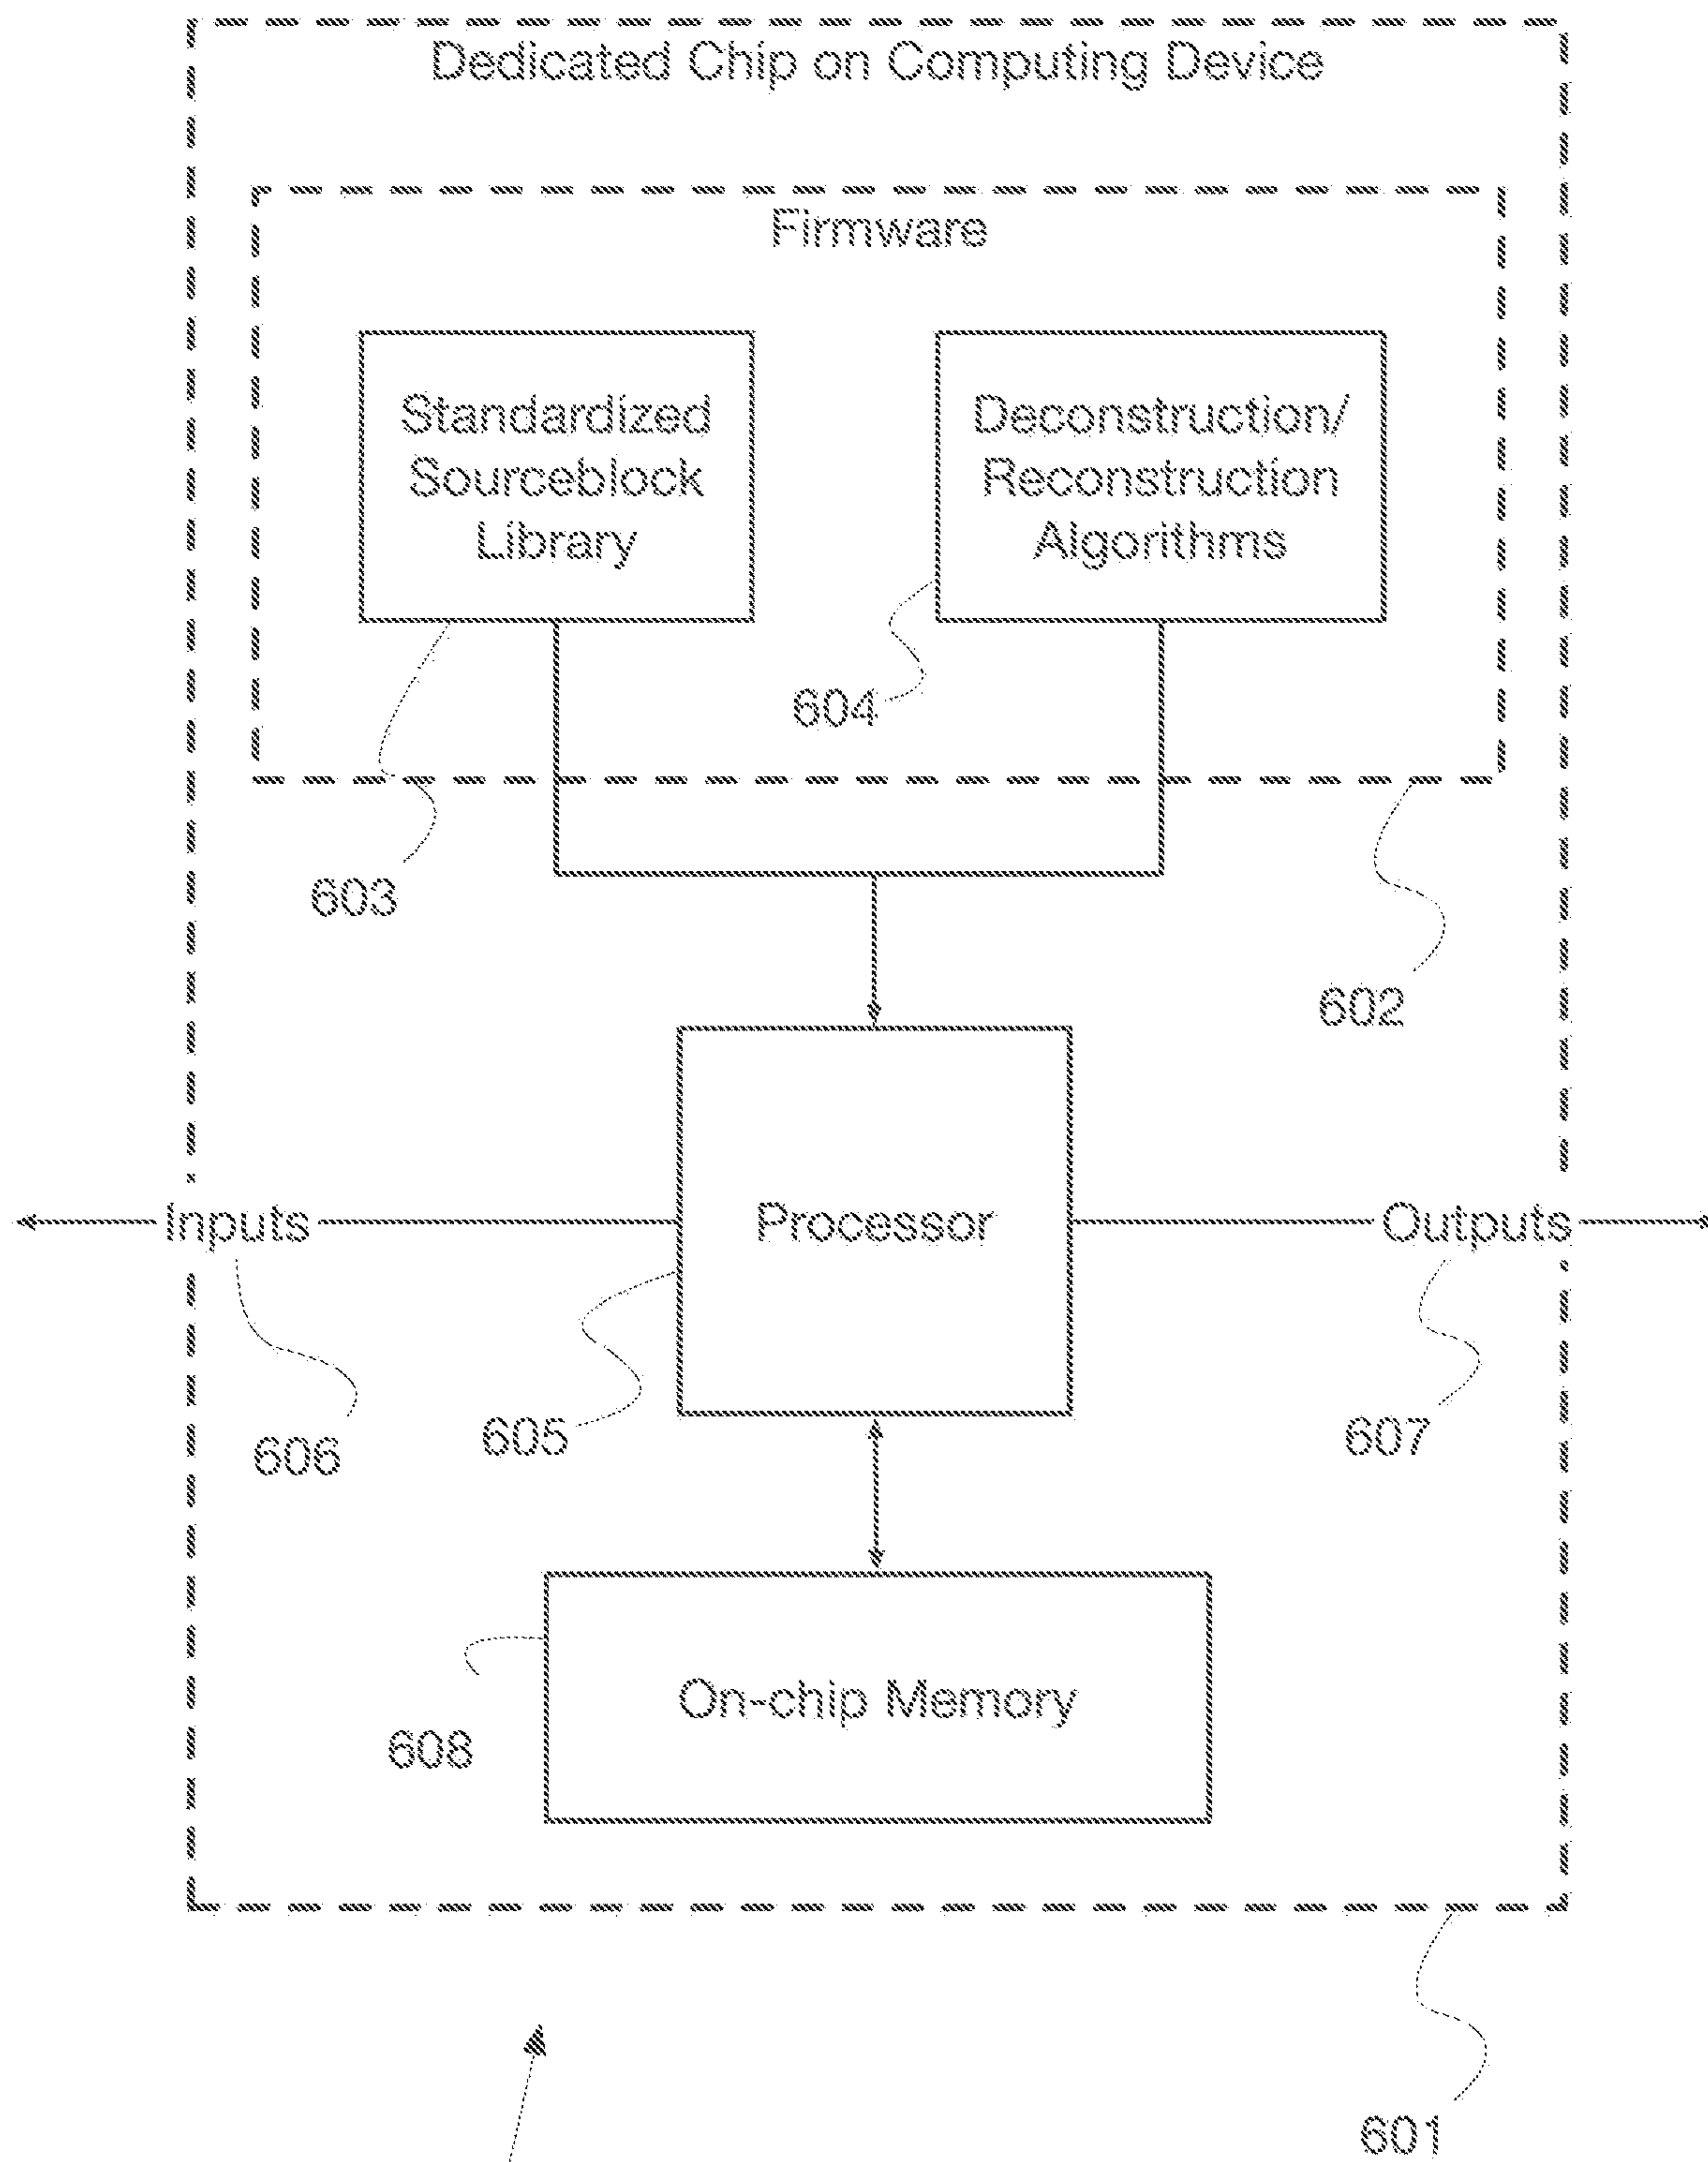 Dedicated Chip on Computing Device
Firmware
Standardized
Sourceblock
Library
Deconstruction/
Reconstruction
Algorithms
604
603
602
Inputs
Processor
Outputs
606
605
607
On-chip Memory
608
601